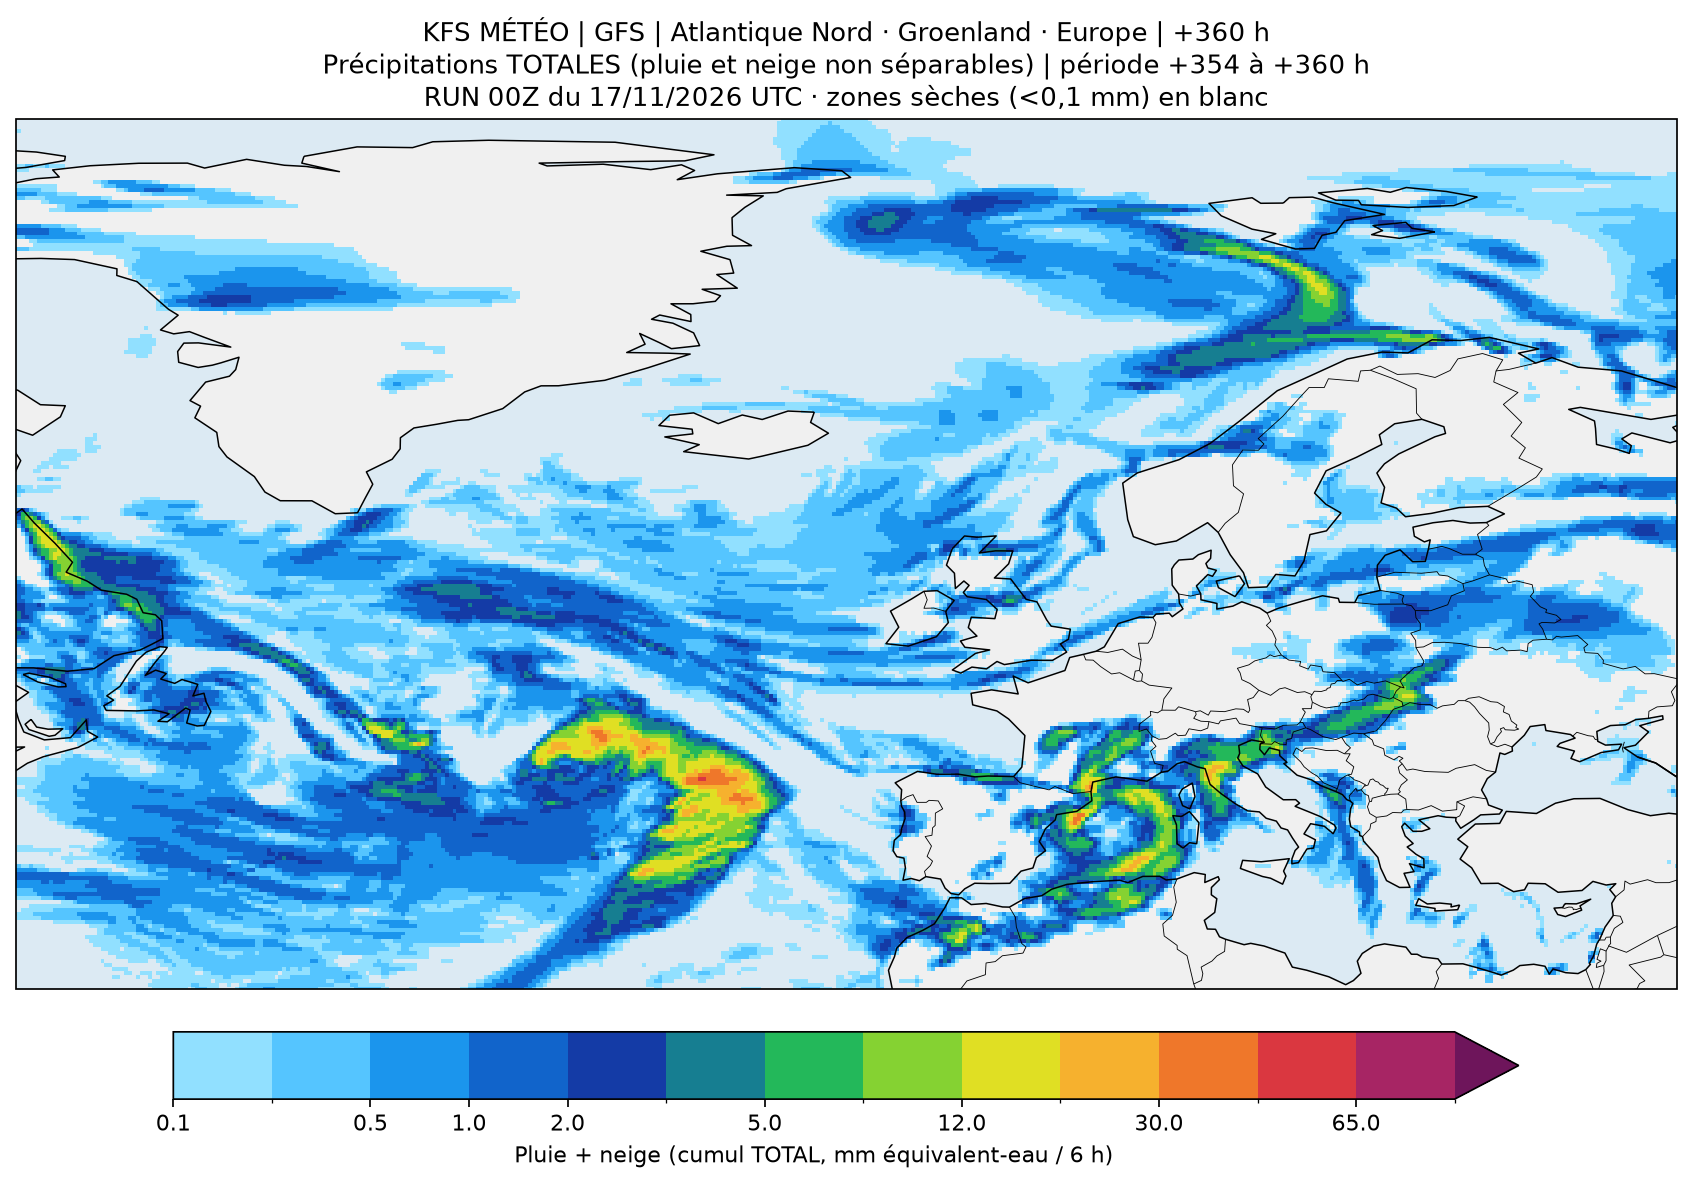 KFS MÉTÉO | GFS | Atlantique Nord · Groenland · Europe | +360 h
Précipitations TOTALES (pluie et neige non séparables) | période +354 à +360 h
RUN 00Z du 17/11/2026 UTC · zones sèches (<0,1 mm) en blanc
0.1 0.5 1.0 2.0 5.0 12.0 30.0 65.0
Pluie + neige (cumul TOTAL, mm équivalent-eau / 6 h)